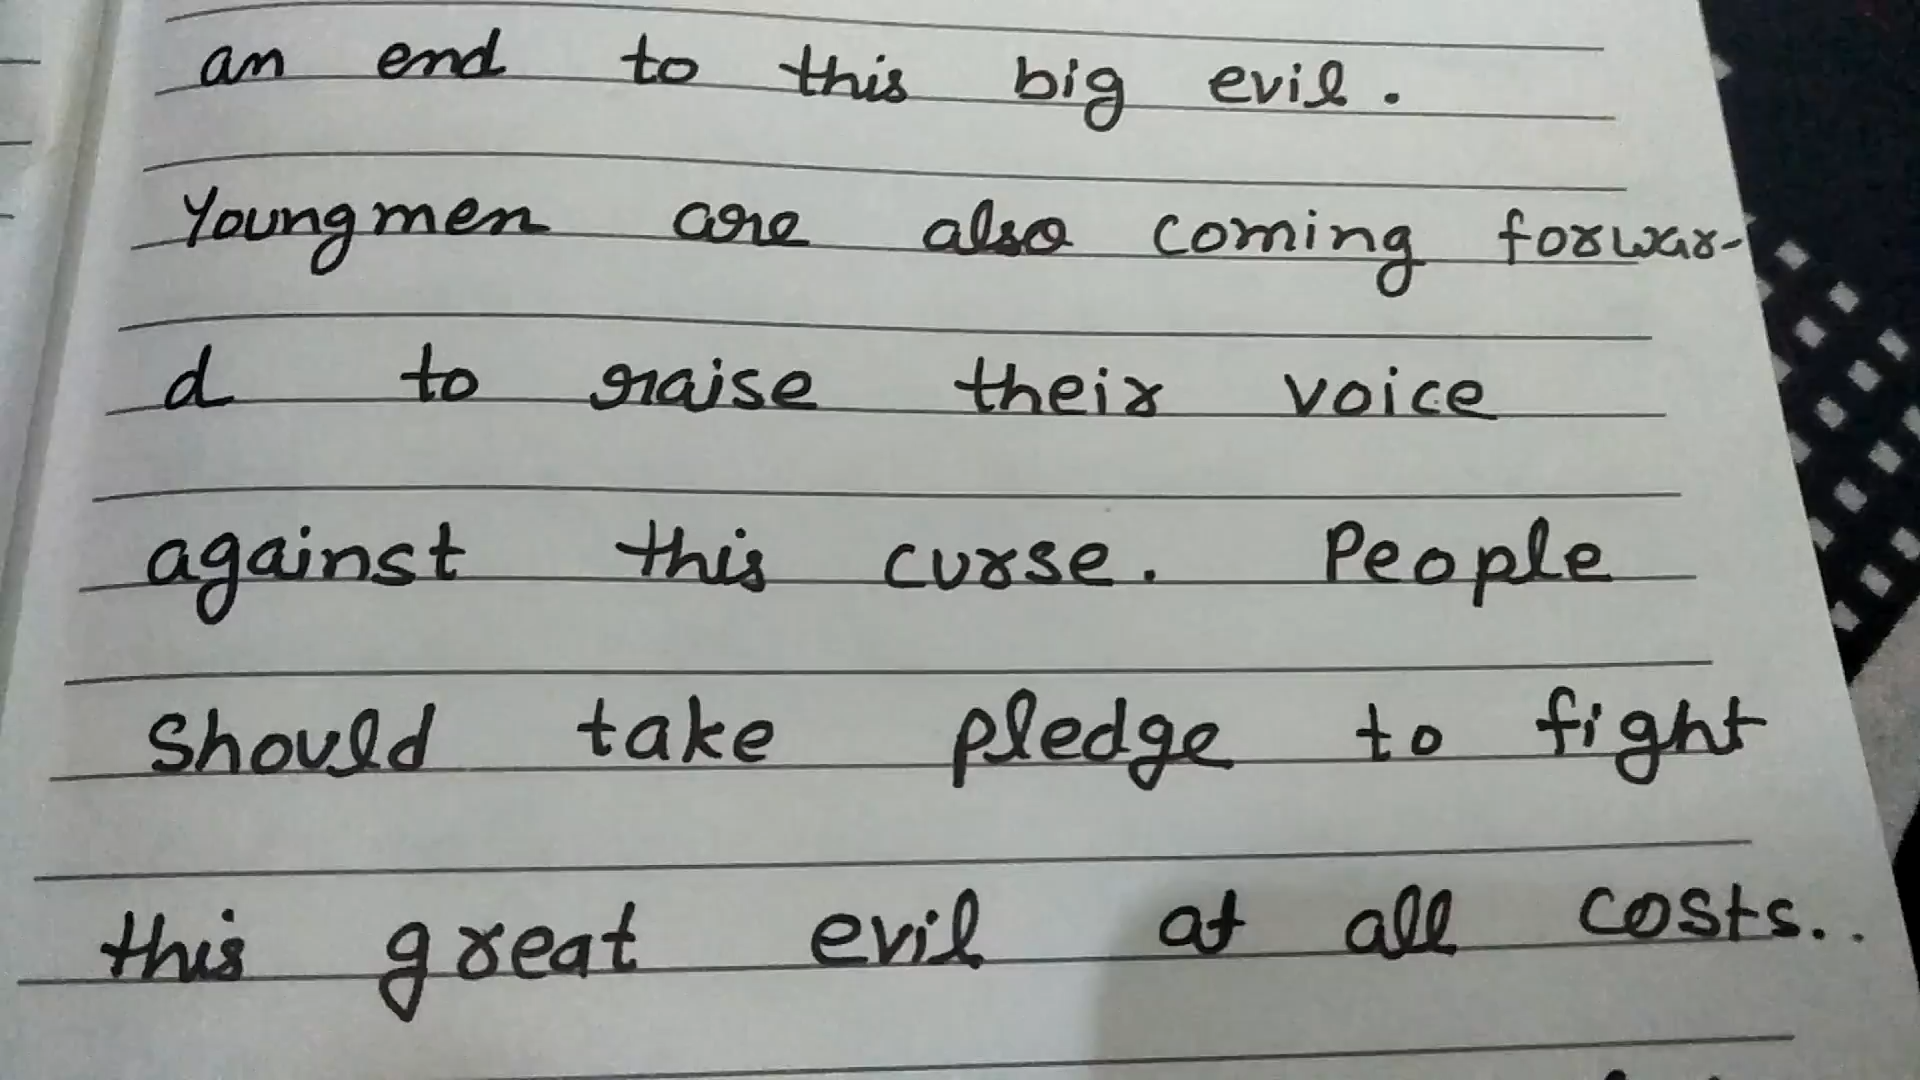 an end to this big evil.
Youngmen are also coming forwar-
d to raise their voice
against this curse. People
should take pledge to fight
this great evil at all costs..